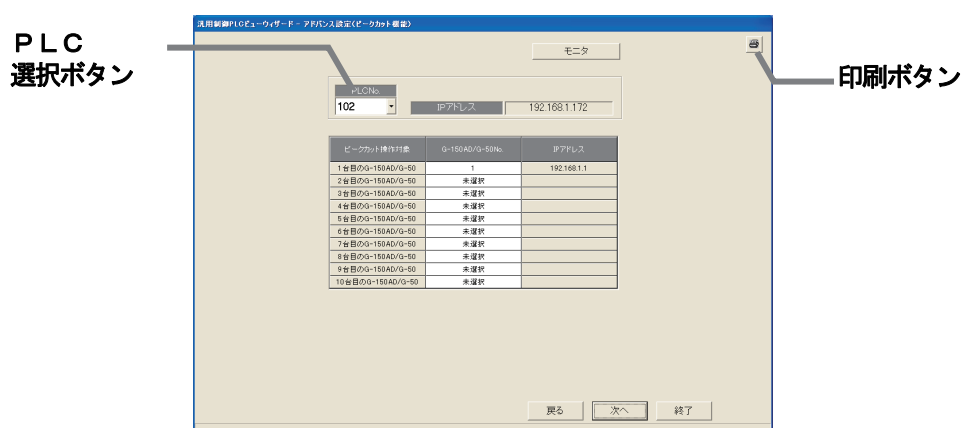 汎用制御PLCビューウィザード - アドバンス設定(ピークカット機能)
PLC
選択ボタン
モニタ
印刷ボタン
PLCNo.
102
IPアドレス 192.168.1.172
ピークカット操作対象 G-150AD/G-50No. IPアドレス
1台目のG-150AD/G-50 1 192.168.1.1
2台目のG-150AD/G-50 未選択
3台目のG-150AD/G-50 未選択
4台目のG-150AD/G-50 未選択
5台目のG-150AD/G-50 未選択
6台目のG-150AD/G-50 未選択
7台目のG-150AD/G-50 未選択
8台目のG-150AD/G-50 未選択
9台目のG-150AD/G-50 未選択
10台目のG-150AD/G-50 未選択
戻る 次へ 終了